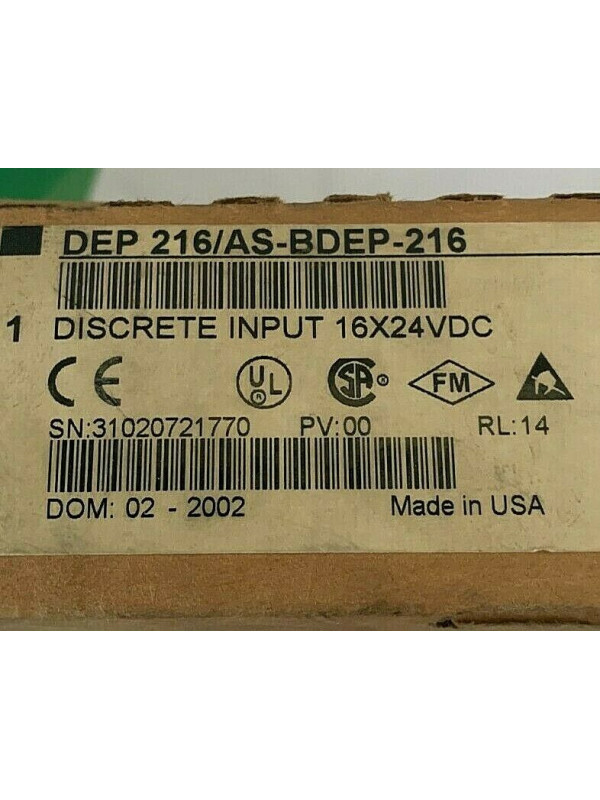 DEP 216/AS-BDEP-216
1 DISCRETE INPUT 16X24VDC
CE UL ® SA ® FM
SN:31020721770 PV:00 RL:14
DOM: 02 - 2002 Made in USA